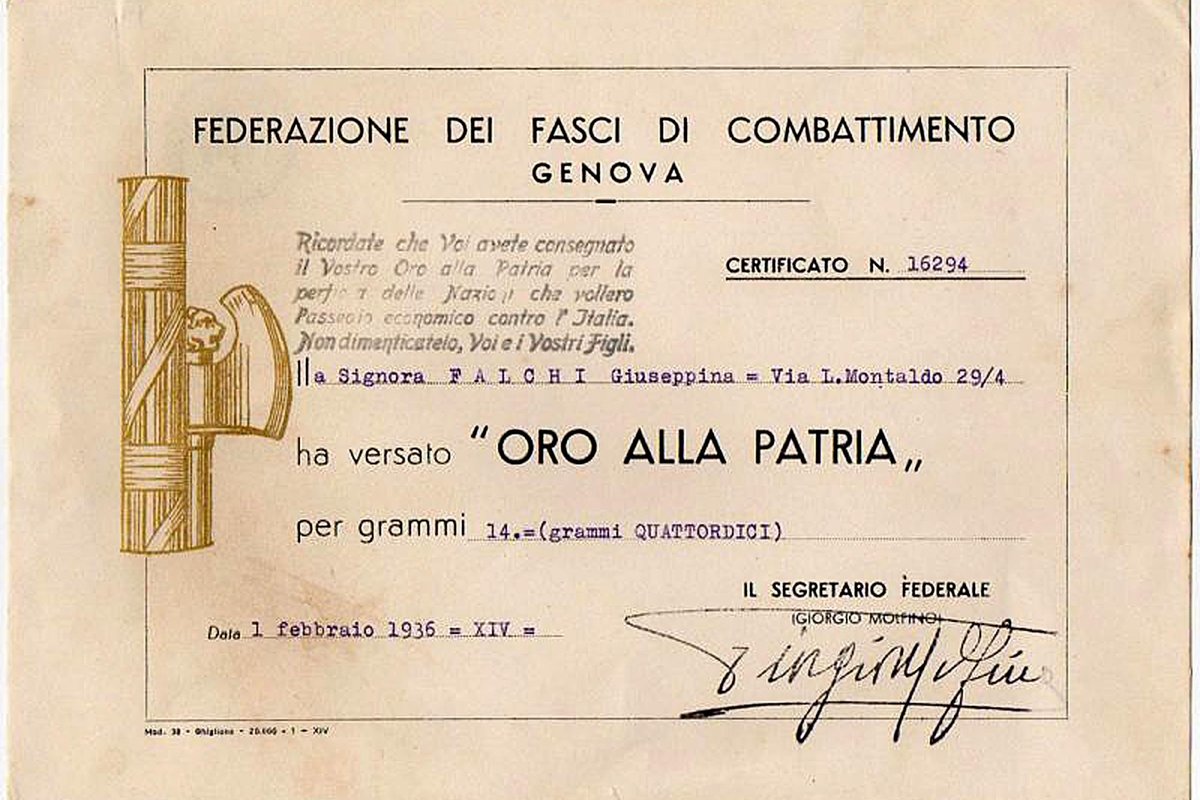 FEDERAZIONE DEI FASCI DI COMBATTIMENTO
GENOVA
Ricordate che Voi avete consegnato
il Vostro Oro alla Patria per la
delle che vollero
economico contro l'Italia.
Non dimenticatelo, Voi e i Vostri Figli.
CERTIFICATO N. 16294
Ila Signora FALCHI Giuseppina = Via L.Montaldo 29/4
ha versato "ORO ALLA PATRIA„
per grammi 14.=(grammi QUATTORDICI)
IL SEGRETARIO FEDERALE
(GIORGIO MOLFINO)
Data 1 febbraio 1936 = XIV =
Mod. 38 - Ghiglione - 20.000 - 1 - XIV